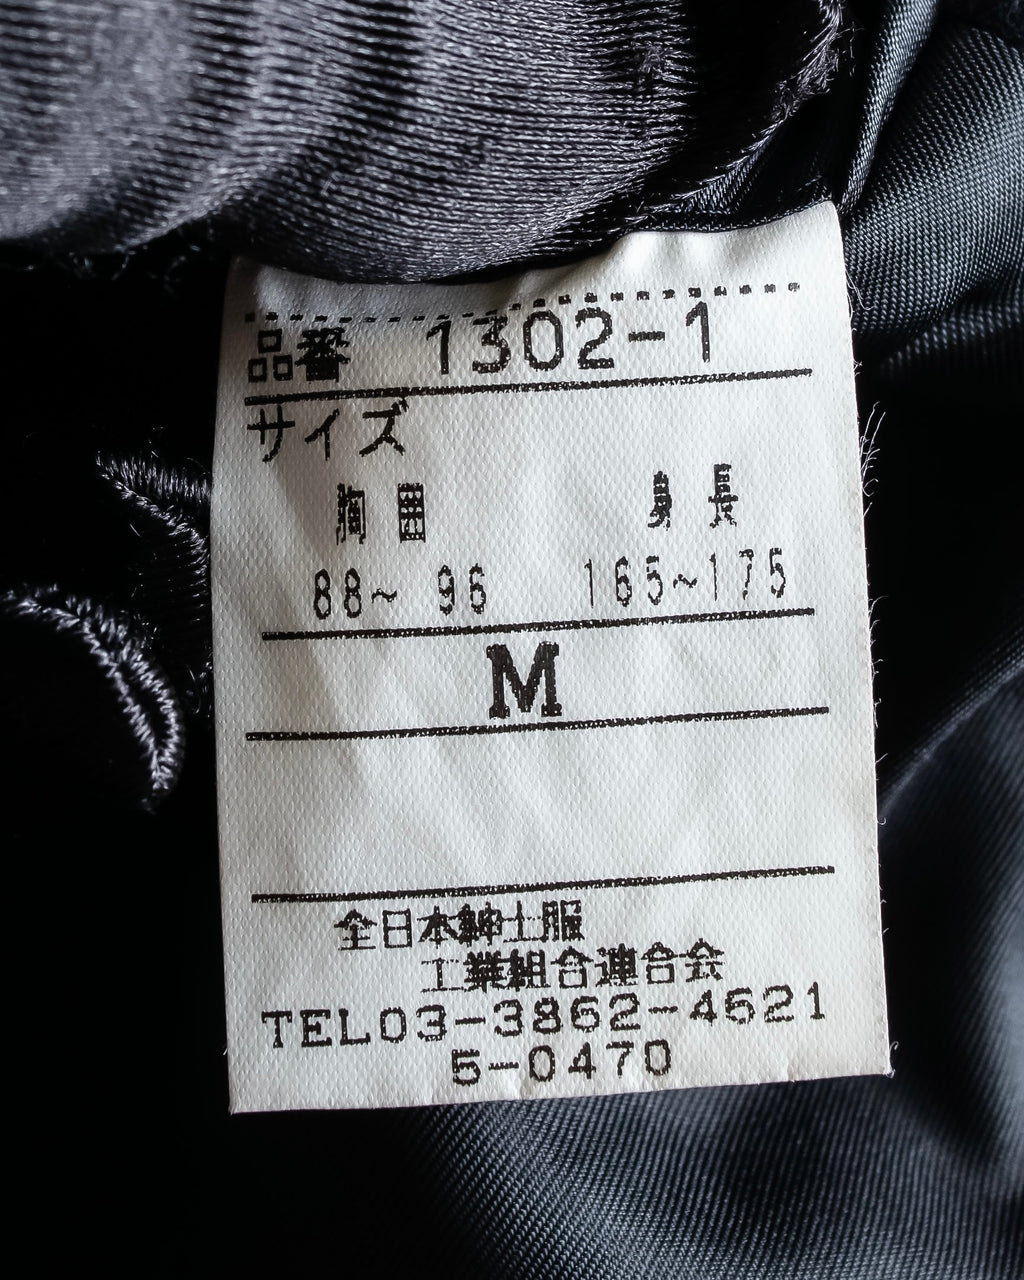 品番 1302-1
サイズ
胸囲 身長
88~ 96 165~175
M
全日本紳士服
工業組合連合会
TEL03-3862-4621
5-0470